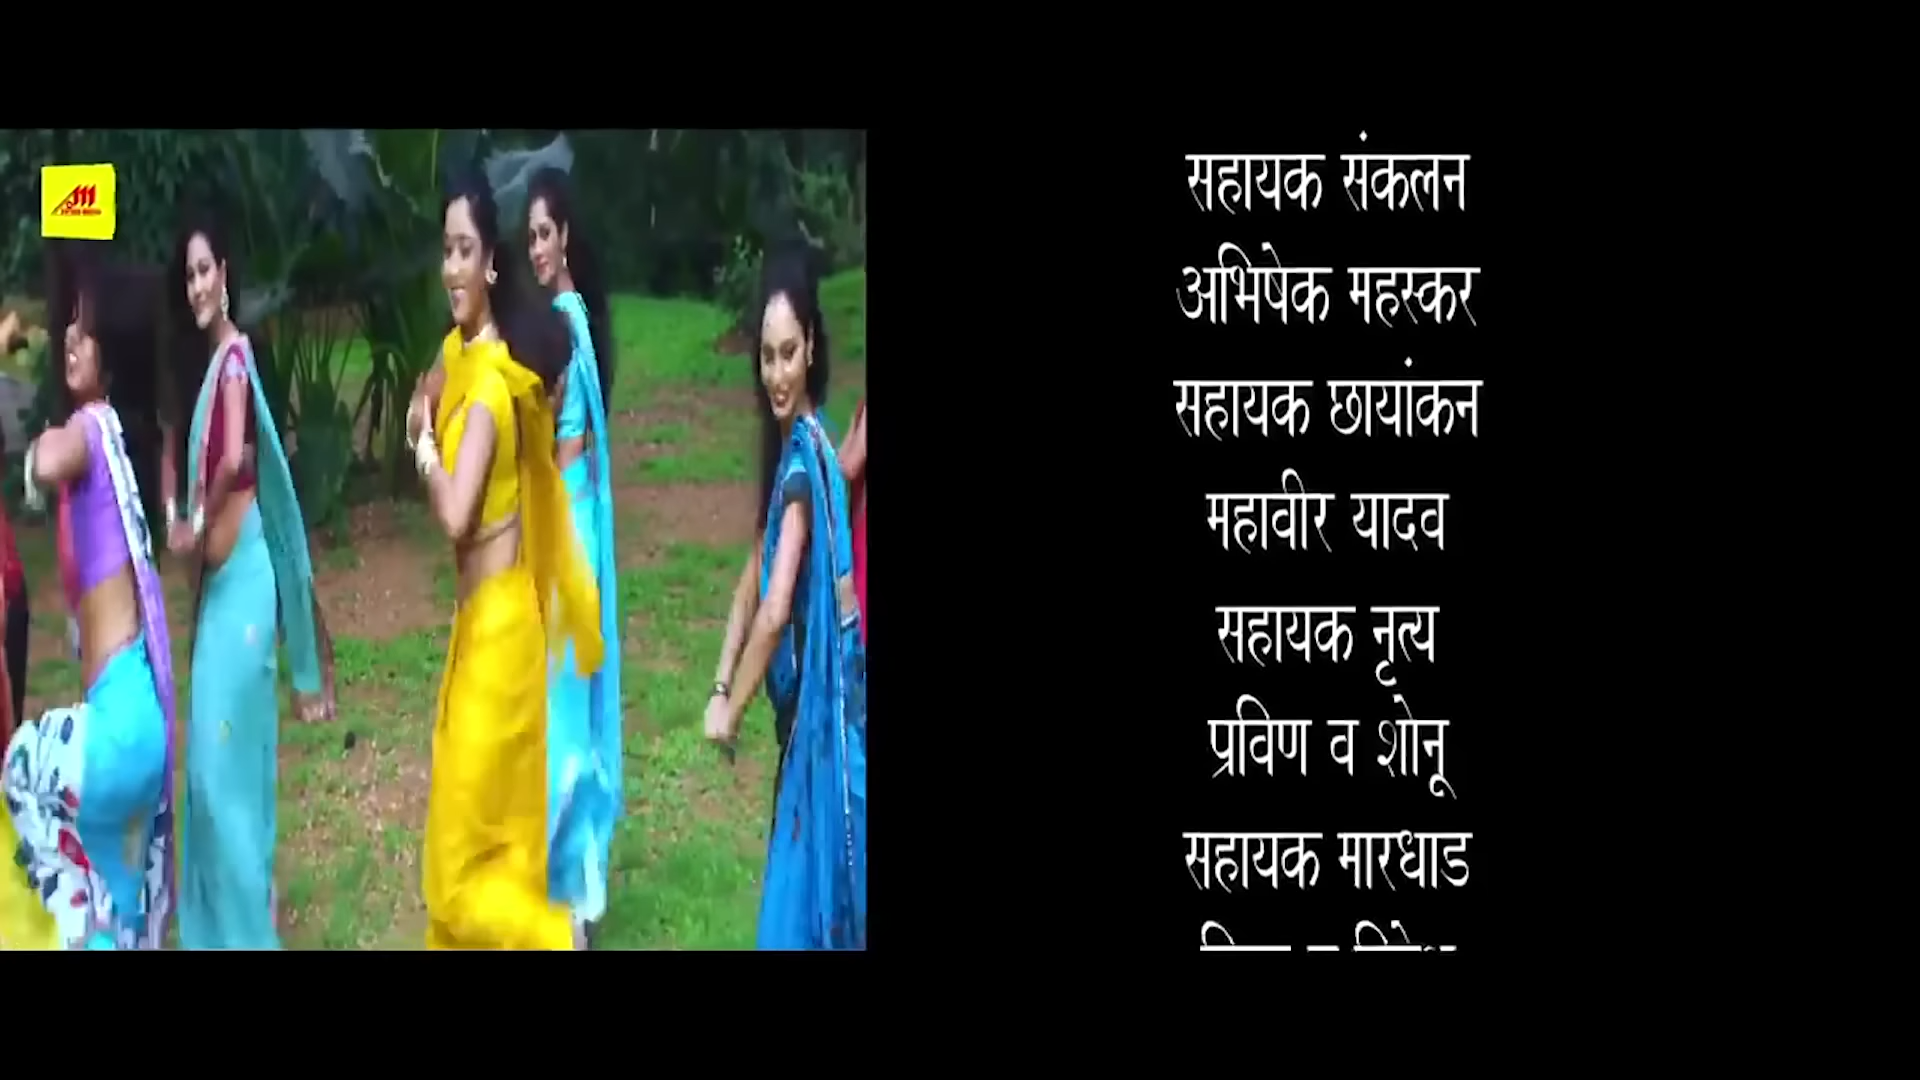 सहायक संकलन
अभिषेक महस्कर
सहायक छायांकन
महावीर यादव
सहायक नृत्य
प्रविण व शोनू
सहायक मारधाड